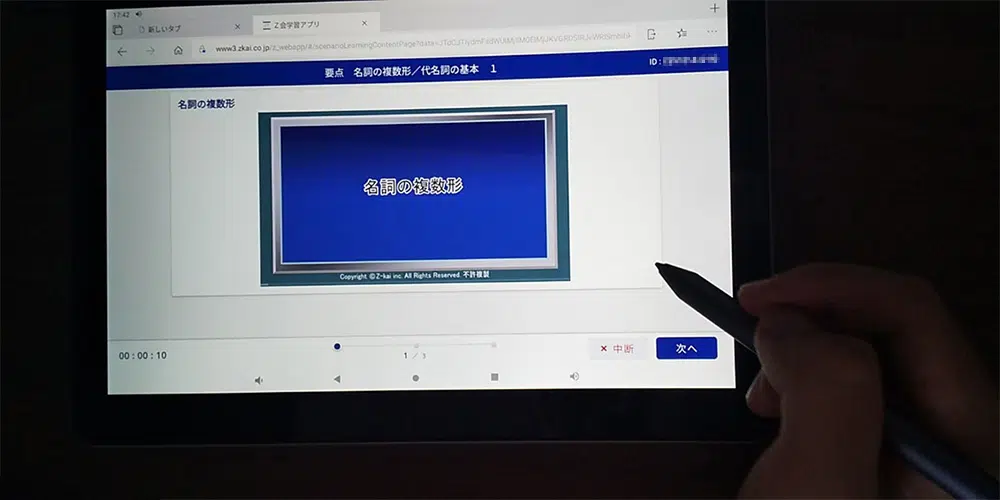 17:42
新しいタブ
Z会学習アプリ
www3.zkai.co.jp/z_webapp/#/scenarioLearningContentPage?data=
要点 名詞の複数形/代名詞の基本 1
ID:
名詞の複数形
名詞の複数形
Copyright ©Z-kai inc. All Rights Reserved. 不許複製
00:00:10
1 / 3
× 中断
次へ